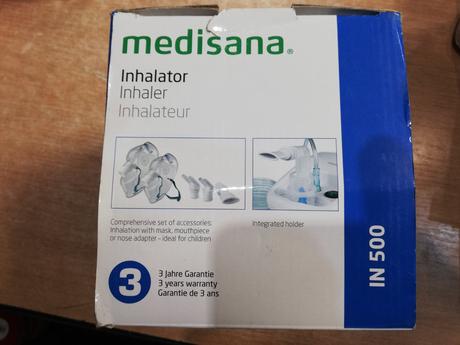 medisana®
Inhalator
Inhaler
Inhalateur
Comprehensive set of accessories:
Inhalation with mask, mouthpiece
or nose adapter – ideal for children
Integrated holder
3
3 Jahre Garantie
3 years warranty
Garantie de 3 ans
IN 500